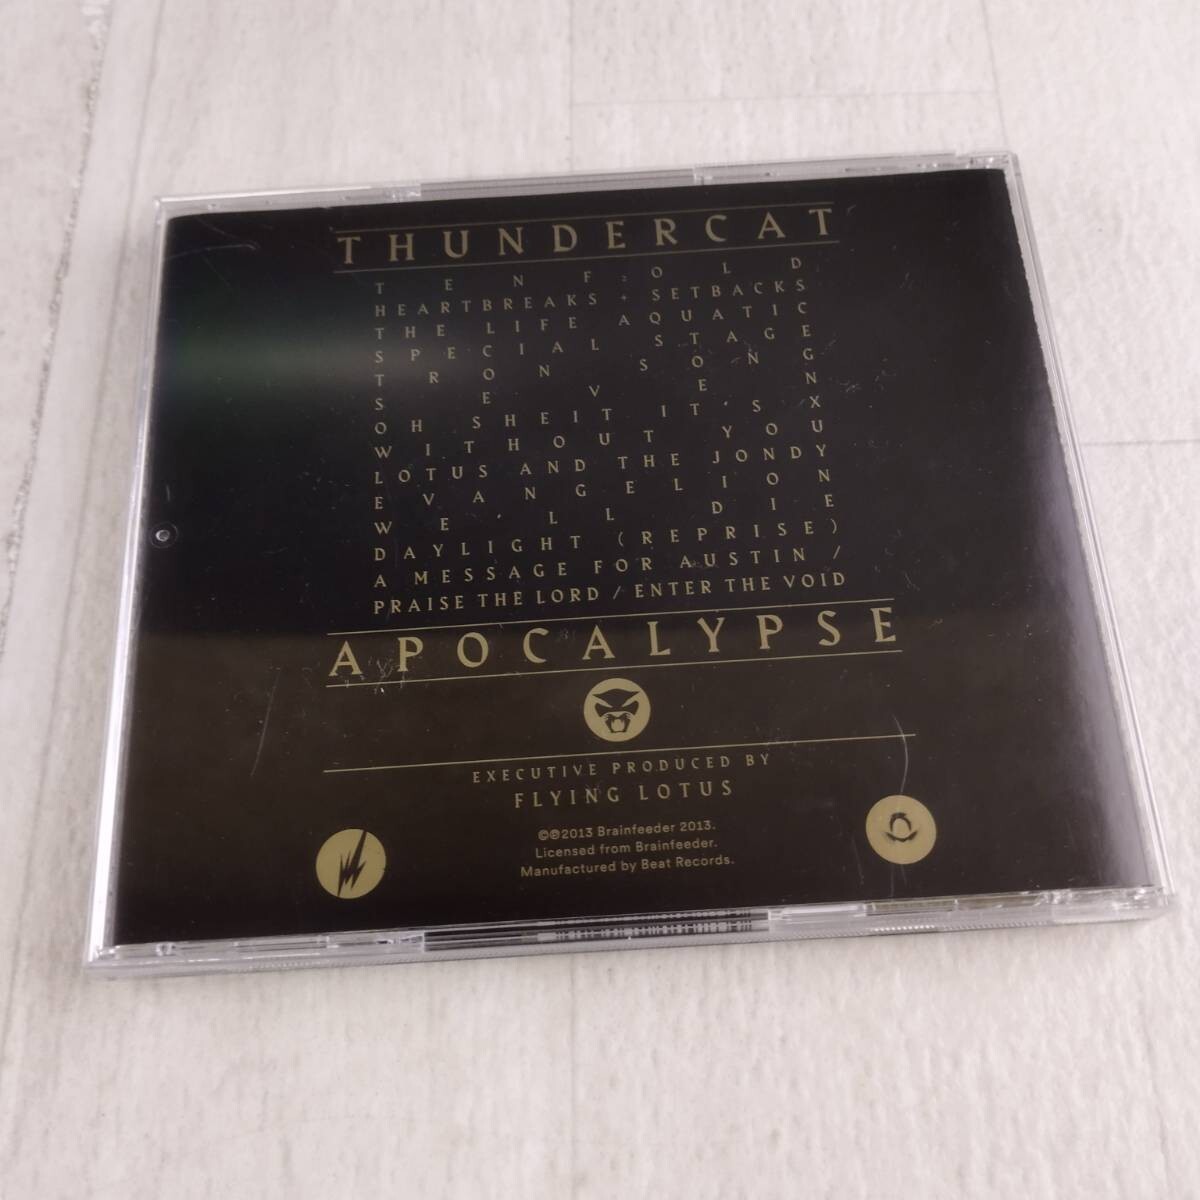 THUNDERCAT
TENFOLD
HEARTBREAKS + SETBACKS
THE LIFE AQUATIC
SPECIAL STAGE
TRON SONG
SEVEN
OH SHEIT IT'S X
WITHOUT YOU
LOTUS AND THE JONDY
EVANGELION
WE'LL DIE
DAYLIGHT (REPRISE)
A MESSAGE FOR AUSTIN /
PRAISE THE LORD / ENTER THE VOID
APOCALYPSE
EXECUTIVE PRODUCED BY
FLYING LOTUS
©℗2013 Brainfeeder 2013.
Licensed from Brainfeeder.
Manufactured by Beat Records.